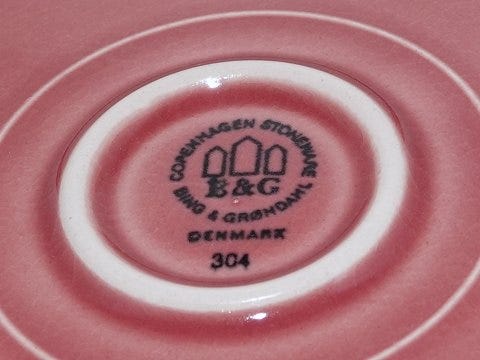 COPENHAGEN STONEWARE
B&G
BING & GRØNDAHL
DENMARK
304